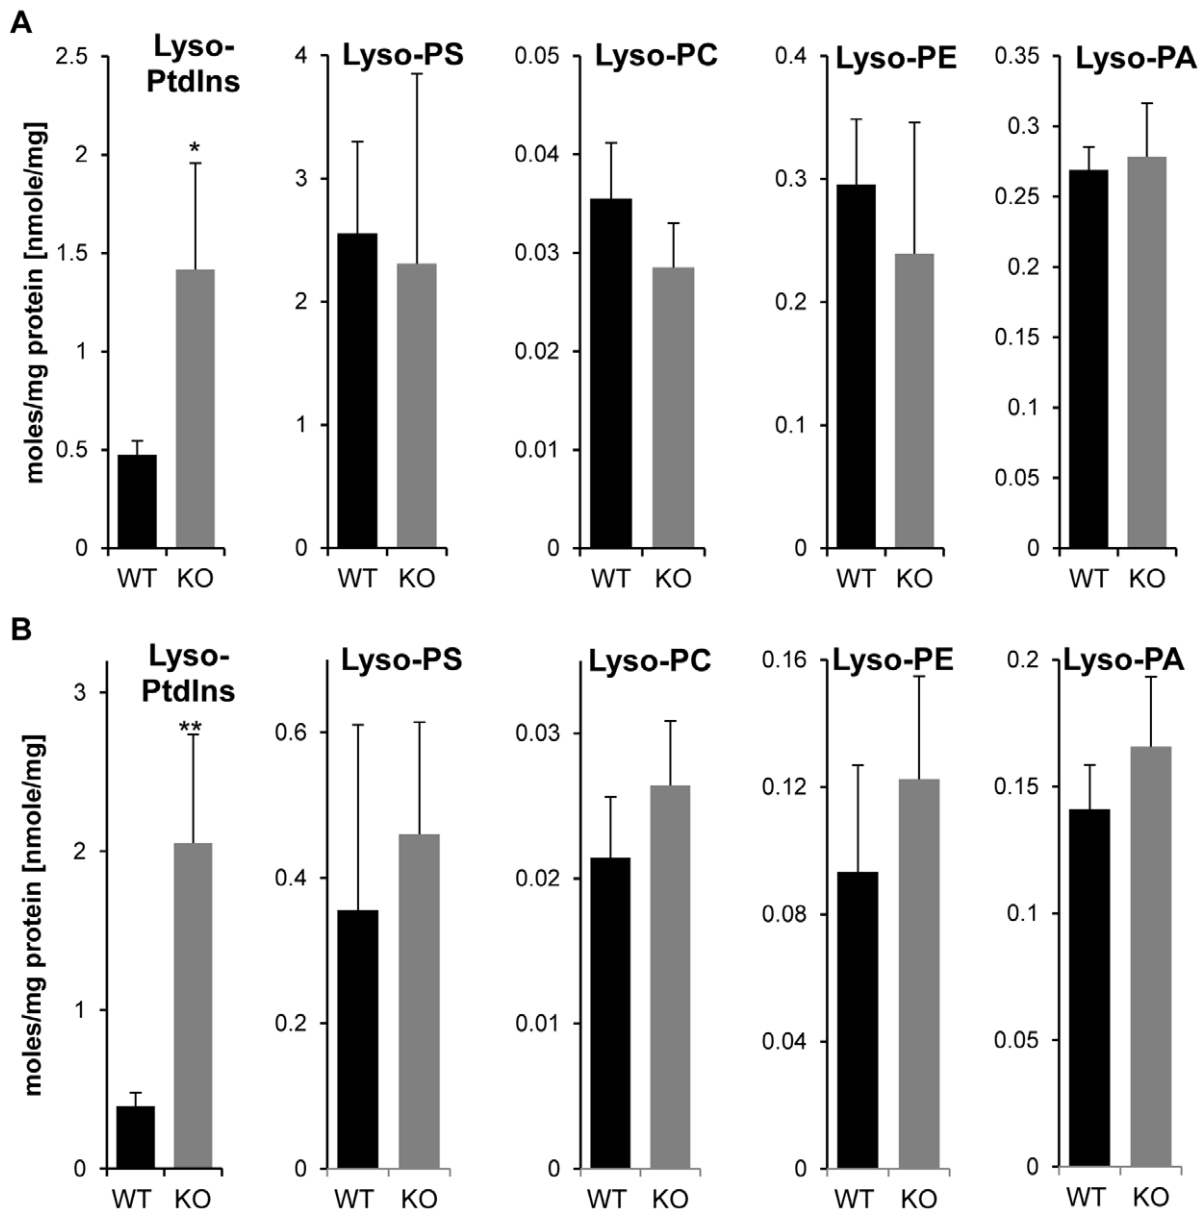 A
moles/mg protein [nmole/mg]
Lyso-
PtdIns
2.5
2
1.5
1
0.5
0
*
WT KO
Lyso-PS
4
3
2
1
0
WT KO
Lyso-PC
0.05
0.04
0.03
0.02
0.01
0
WT KO
Lyso-PE
0.4
0.3
0.2
0.1
0
WT KO
Lyso-PA
0.35
0.3
0.25
0.2
0.15
0.1
0.05
0
WT KO
B
moles/mg protein [nmole/mg]
Lyso-
PtdIns
3
2
1
0
**
WT KO
Lyso-PS
0.6
0.4
0.2
0
WT KO
Lyso-PC
0.03
0.02
0.01
0
WT KO
Lyso-PE
0.16
0.12
0.08
0.04
0
WT KO
Lyso-PA
0.2
0.15
0.1
0.05
0
WT KO